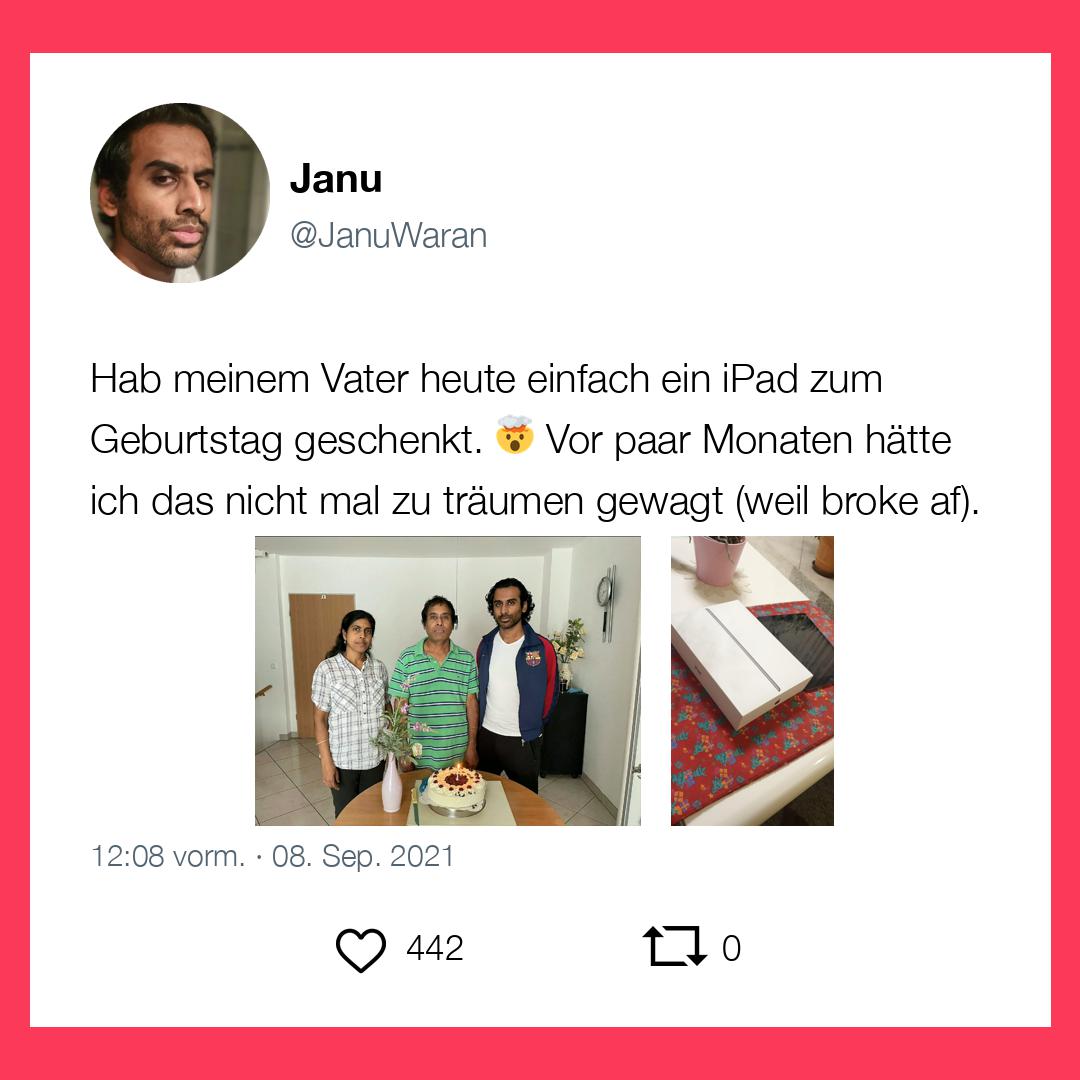 Janu
@JanuWaran
Hab meinem Vater heute einfach ein iPad zum
Geburtstag geschenkt. 🤯 Vor paar Monaten hätte
ich das nicht mal zu träumen gewagt (weil broke af).
12:08 vorm. · 08. Sep. 2021
442
0